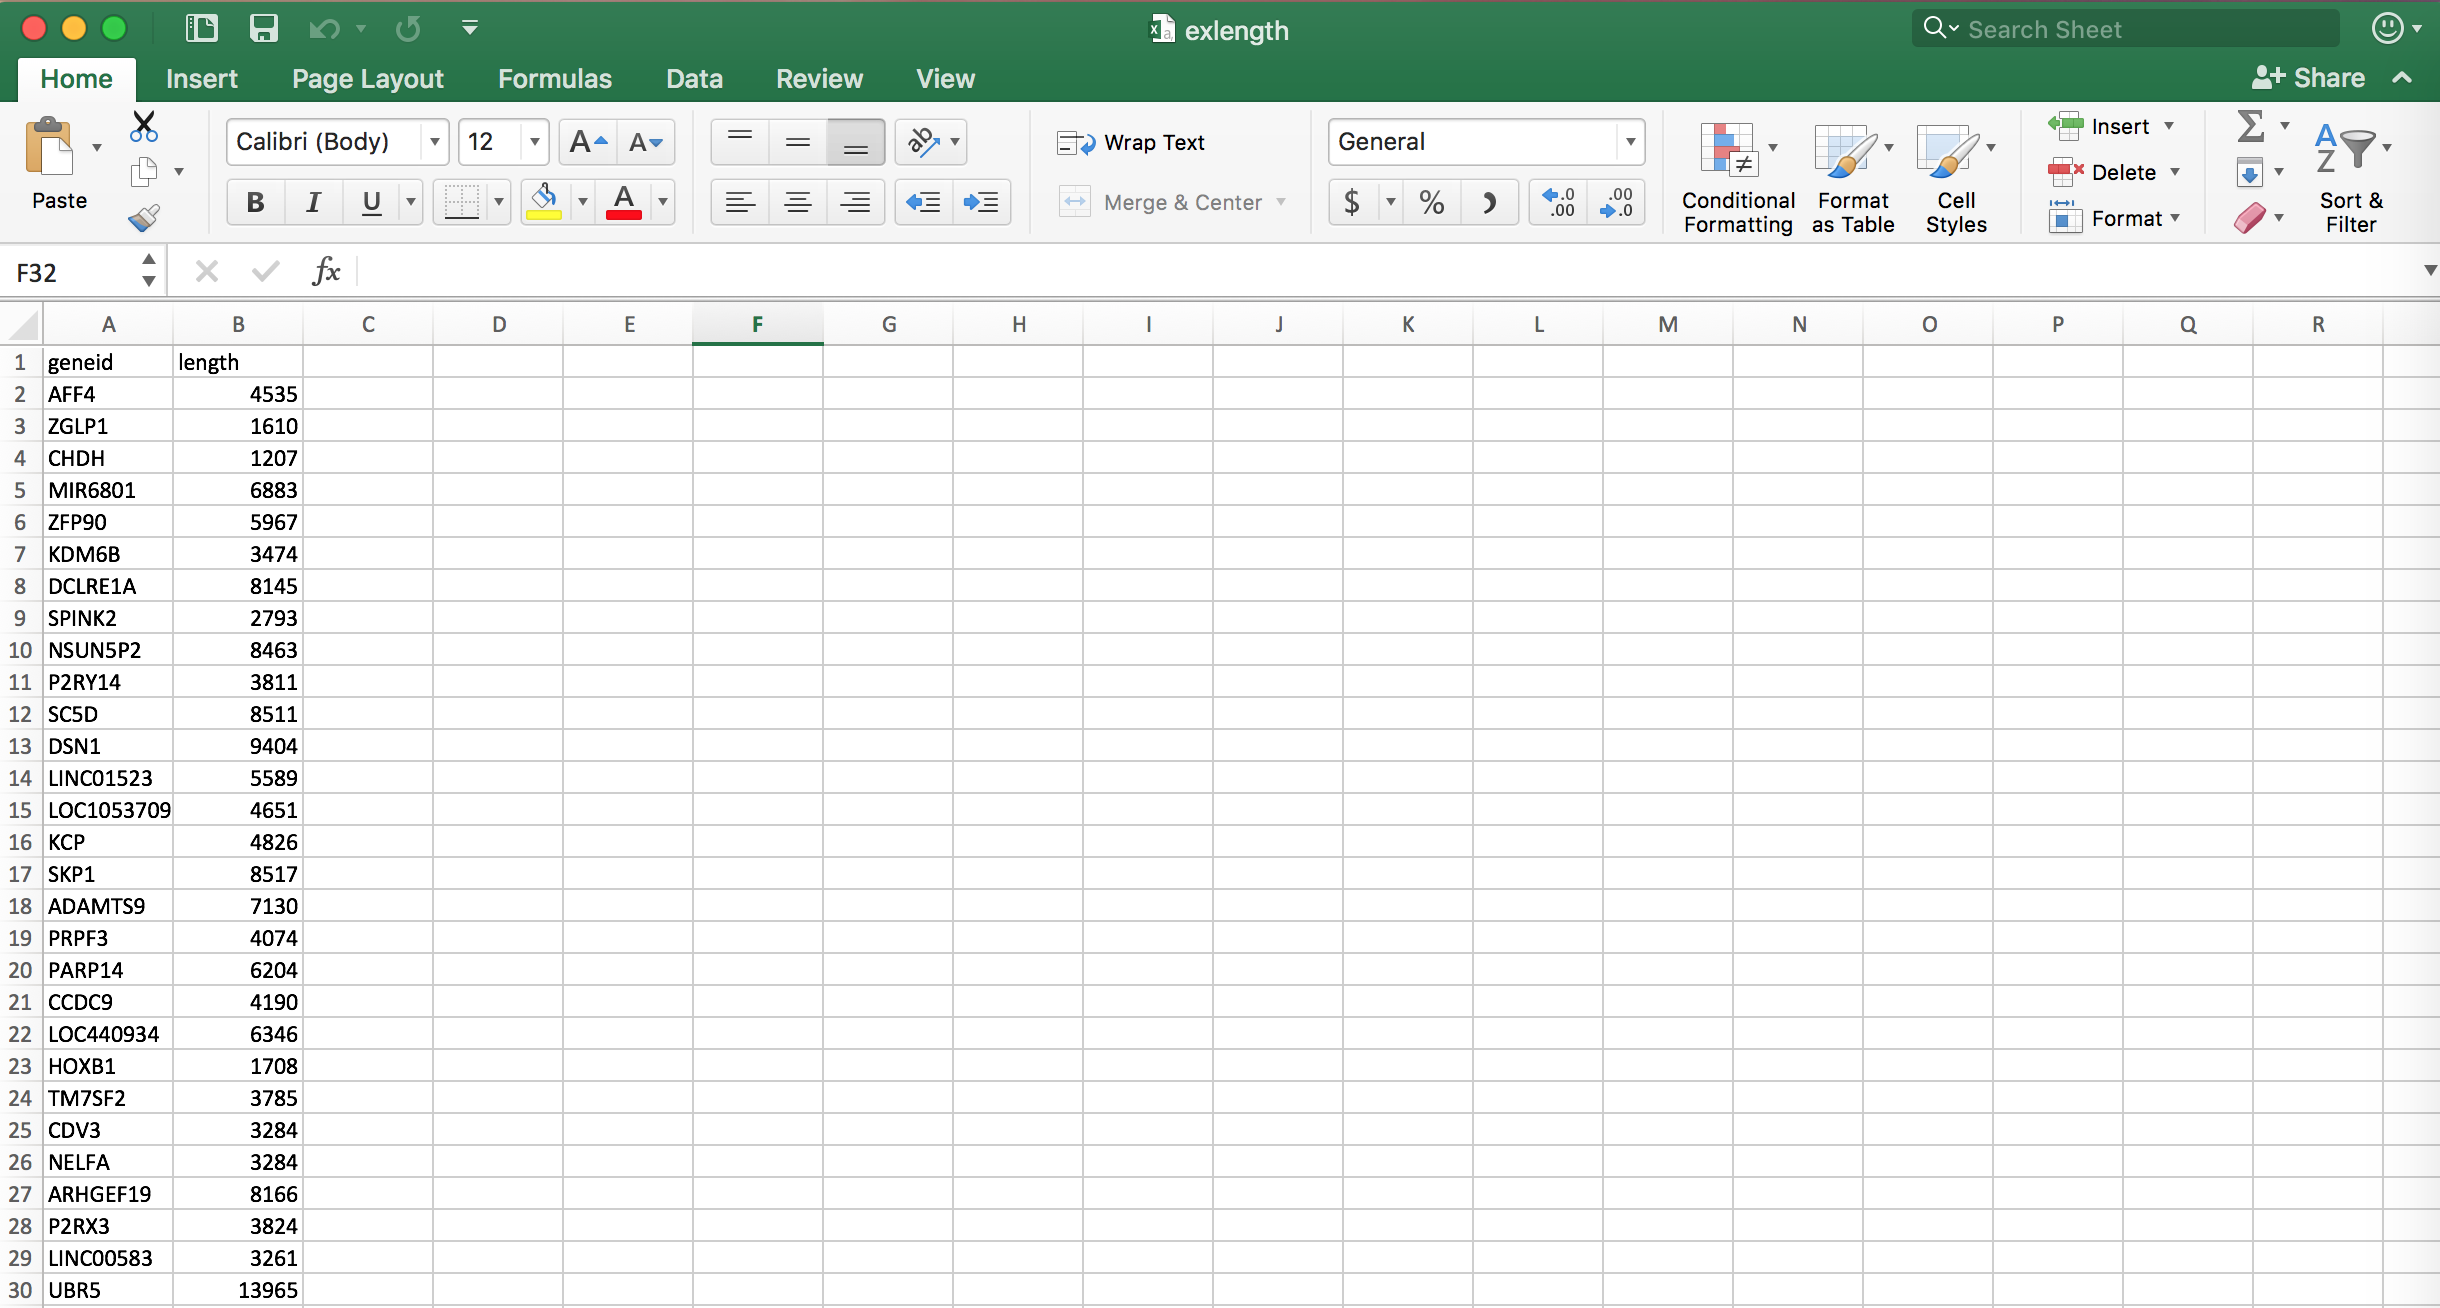 exlength
Search Sheet
Home Insert Page Layout Formulas Data Review View Share
Paste
Calibri (Body) 12 A A
B I U A
ab
Wrap Text
Merge & Center
General
$ % , .0 .00 .00 .0
Conditional Formatting
Format as Table
Cell Styles
Insert
Delete
Format
Σ
A Z
Sort & Filter
F32 fx
A B C D E F G H I J K L M N O P Q R
1 geneid length
2 AFF4 4535
3 ZGLP1 1610
4 CHDH 1207
5 MIR6801 6883
6 ZFP90 5967
7 KDM6B 3474
8 DCLRE1A 8145
9 SPINK2 2793
10 NSUN5P2 8463
11 P2RY14 3811
12 SC5D 8511
13 DSN1 9404
14 LINC01523 5589
15 LOC1053709 4651
16 KCP 4826
17 SKP1 8517
18 ADAMTS9 7130
19 PRPF3 4074
20 PARP14 6204
21 CCDC9 4190
22 LOC440934 6346
23 HOXB1 1708
24 TM7SF2 3785
25 CDV3 3284
26 NELFA 3284
27 ARHGEF19 8166
28 P2RX3 3824
29 LINC00583 3261
30 UBR5 13965